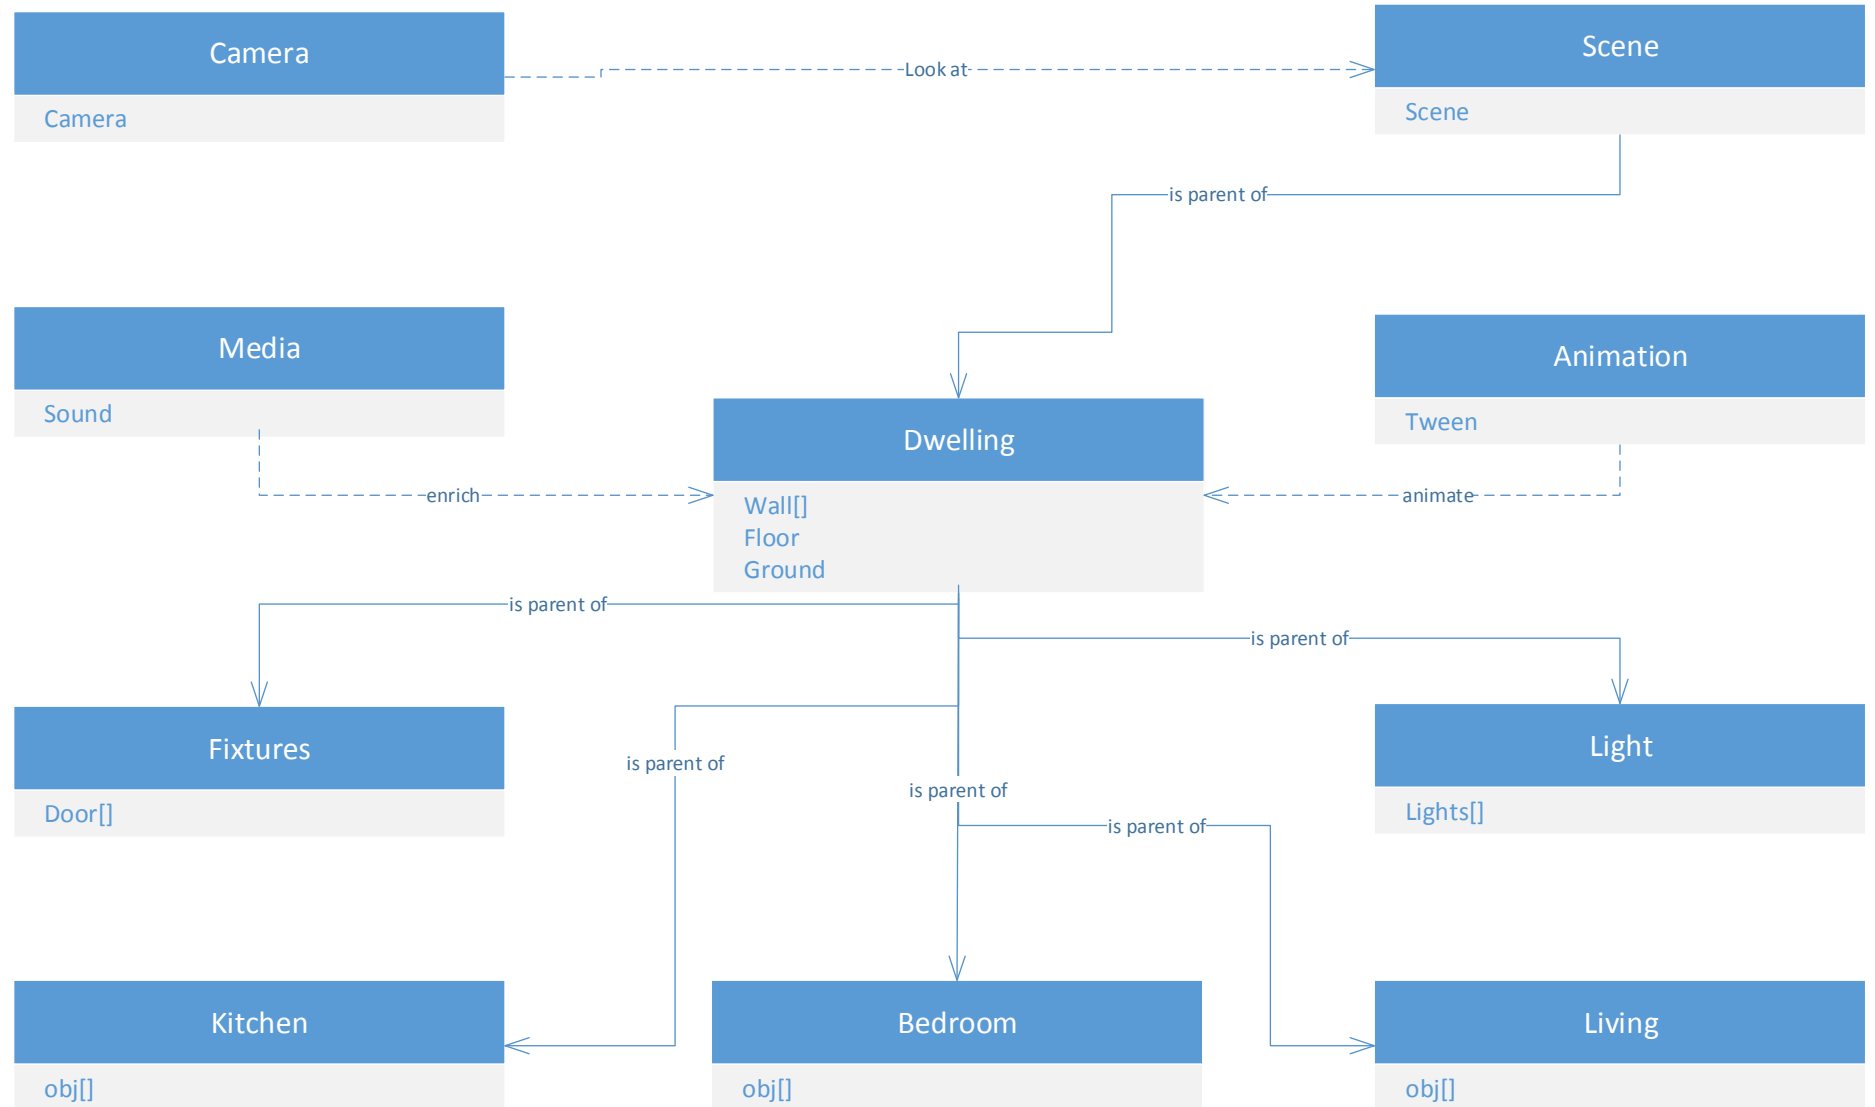 Camera
Camera
Look at
Scene
Scene
is parent of
Media
Sound
enrich
Dwelling
Wall[]
Floor
Ground
Animation
Tween
animate
is parent of
is parent of
Fixtures
Door[]
is parent of
is parent of
is parent of
Light
Lights[]
Kitchen
obj[]
Bedroom
obj[]
Living
obj[]